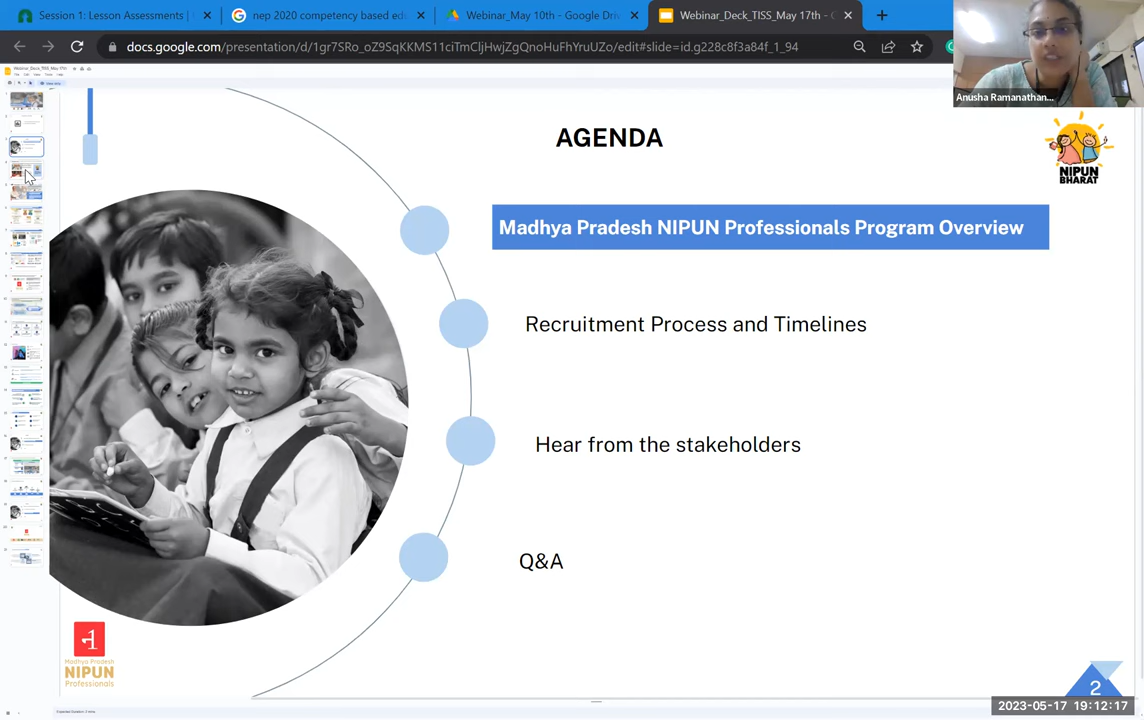 Session 1: Lesson Assessments |
nep 2020 competency based edu
Webinar_May 10th - Google Driv
Webinar_Deck_TISS_May 17th - G
docs.google.com/presentation/d/1gr7SRo_oZ9SqKKMS11ciTmCljHwjZgQnoHuFhYruUZo/edit#slide=id.g228c8f3a84f_1_94
Anusha Ramanathan...
AGENDA
NIPUN
BHARAT
Madhya Pradesh NIPUN Professionals Program Overview
Recruitment Process and Timelines
Hear from the stakeholders
Q&A
Madhya Pradesh
NIPUN
Professionals
2
2023-05-17 19:12:17